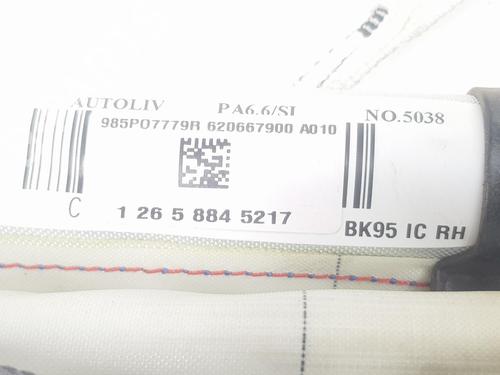 AUTOLIV PA6.6/SI NO.5038
985P07779R 620667900 A010
C 1 26 5 884 5217
BK95 IC RH